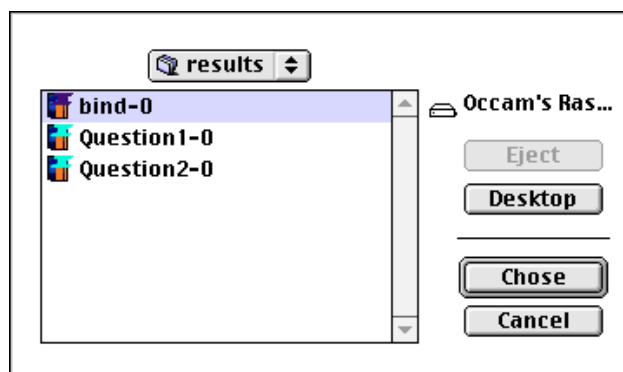 results
bind-0
Question1-0
Question2-0
Occam's Ras...
Eject
Desktop
Chose
Cancel